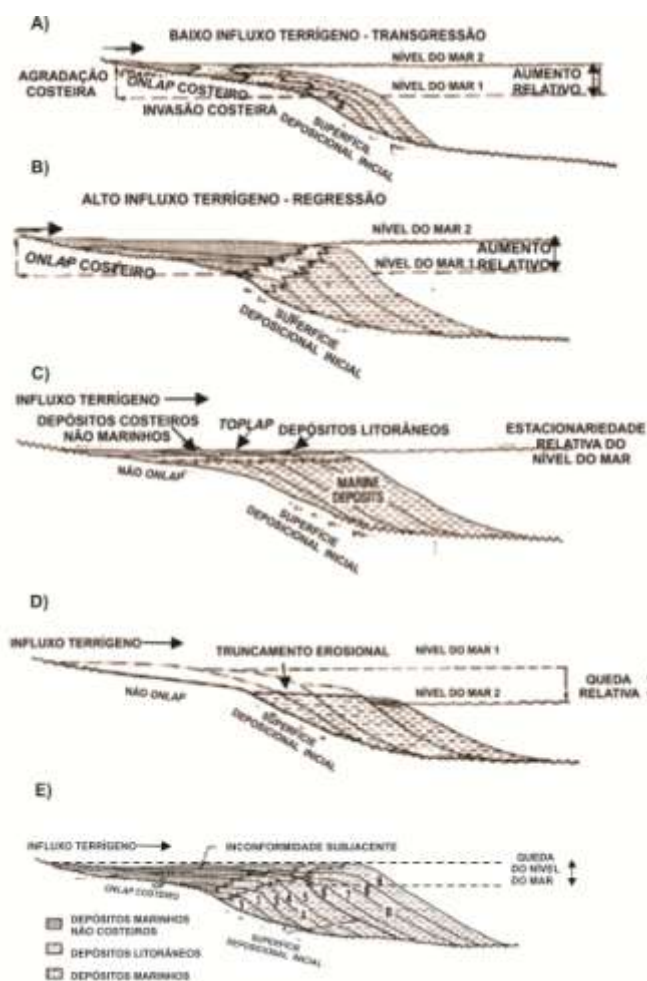 A)
BAIXO INFLUXO TERRÍGENO - TRANSGRESSÃO
NÍVEL DO MAR 2
AGRADAÇÃO
COSTEIRA
ONLAP COSTEIRO
NÍVEL DO MAR 1
AUMENTO
RELATIVO
INVASÃO COSTEIRA
SUPERFÍCIE
DEPOSICIONAL INICIAL
B)
ALTO INFLUXO TERRÍGENO - REGRESSÃO
NÍVEL DO MAR 2
ONLAP COSTEIRO
NÍVEL DO MAR 1
AUMENTO
RELATIVO
SUPERFÍCIE
DEPOSICIONAL INICIAL
C)
INFLUXO TERRÍGENO
DEPÓSITOS COSTEIROS
NÃO MARINHOS
TOPLAP
DEPÓSITOS LITORÂNEOS
ESTACIONARIEDADE
RELATIVA DO
NÍVEL DO MAR
NÃO ONLAP
MARINE
DEPOSITS
SUPERFÍCIE
DEPOSICIONAL INICIAL
D)
INFLUXO TERRÍGENO
TRUNCAMENTO EROSIONAL
NÍVEL DO MAR 1
NÃO ONLAP
NÍVEL DO MAR 2
QUEDA
RELATIVA
SUPERFÍCIE
DEPOSICIONAL INICIAL
E)
INFLUXO TERRÍGENO
INCONFORMIDADE SUBJACENTE
QUEDA
DO NÍVEL
DO MAR
ONLAP COSTEIRO
SUPERFÍCIE
DEPOSICIONAL INICIAL
DEPÓSITOS MARINHOS
NÃO COSTEIROS
DEPÓSITOS LITORÂNEOS
DEPÓSITOS MARINHOS